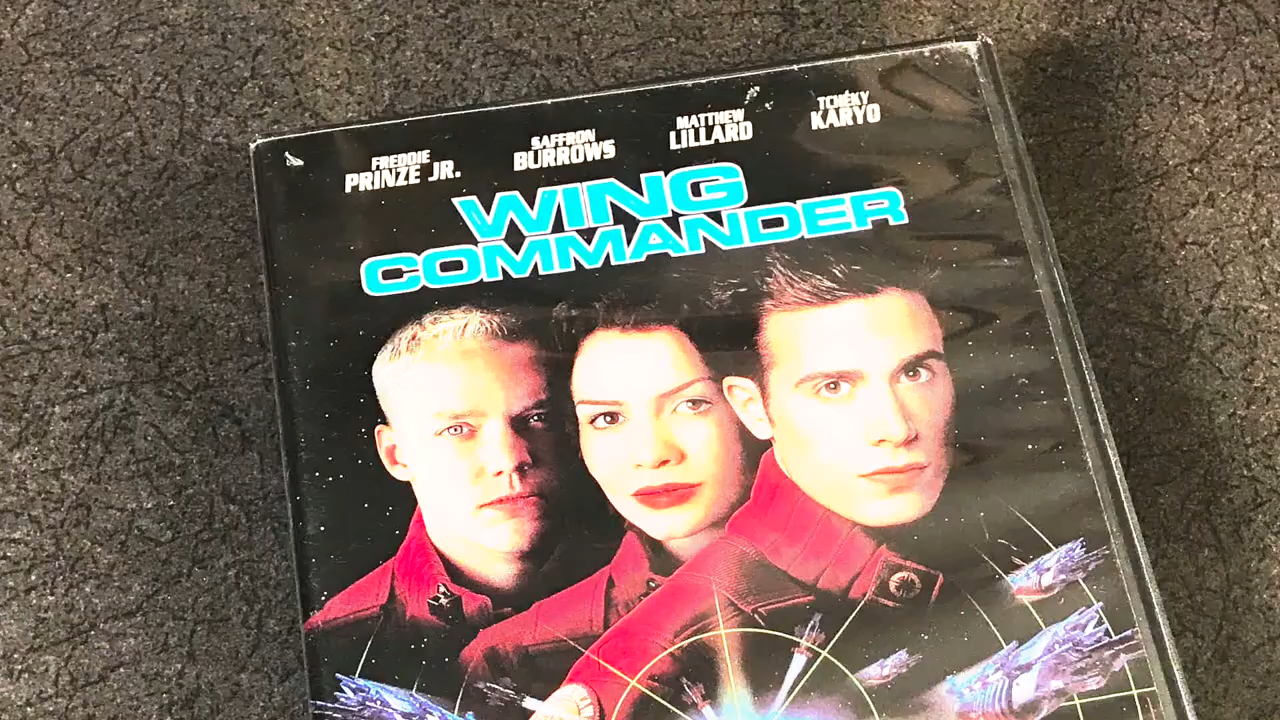 FREDDIE
PRINZE JR.
SAFFRON
BURROWS
MATTHEW
LILLARD
TCHÉKY
KARYO
WING
COMMANDER